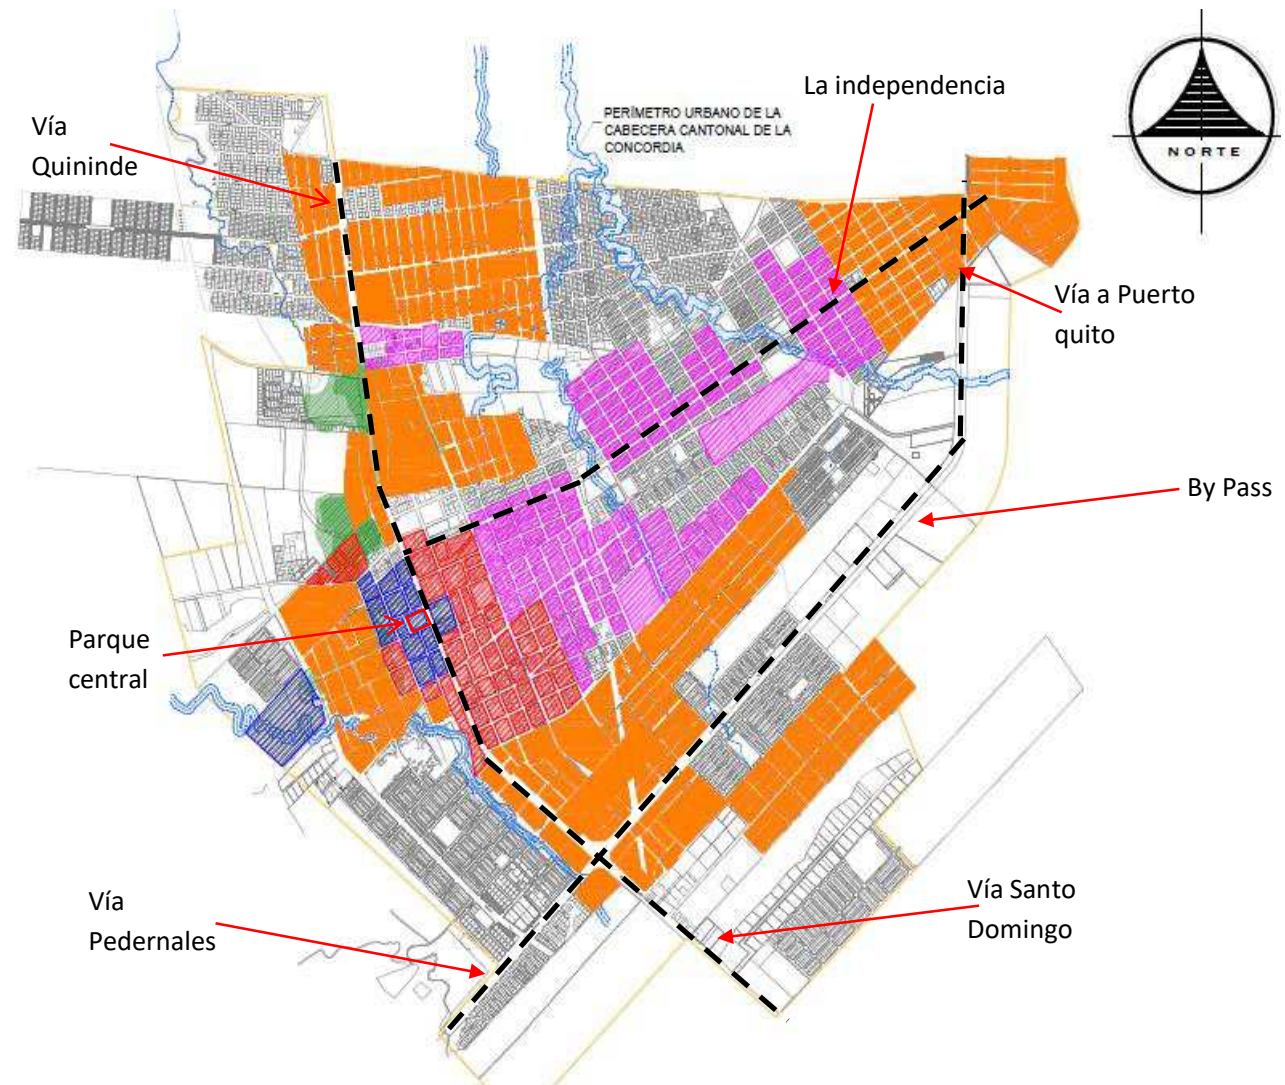 La independencia
PERÍMETRO URBANO DE LA
CABECERA CANTONAL DE LA
CONCORDIA
NORTE
Vía
Quininde
Vía a Puerto
quito
By Pass
Parque
central
Vía
Pedernales
Vía Santo
Domingo